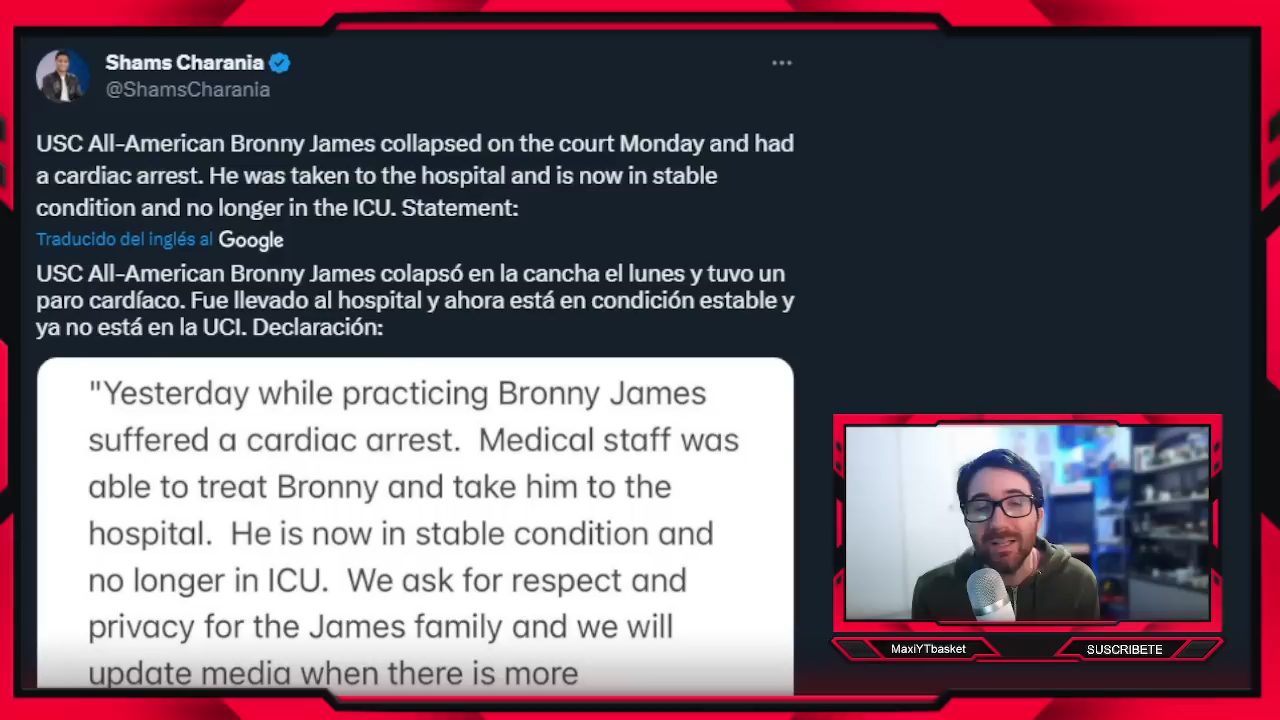 Shams Charania
@ShamsCharania
USC All-American Bronny James collapsed on the court Monday and had
a cardiac arrest. He was taken to the hospital and is now in stable
condition and no longer in the ICU. Statement:
Traducido del inglés al Google
USC All-American Bronny James colapsó en la cancha el lunes y tuvo un
paro cardíaco. Fue llevado al hospital y ahora está en condición estable y
ya no está en la UCI. Declaración:
"Yesterday while practicing Bronny James
suffered a cardiac arrest. Medical staff was
able to treat Bronny and take him to the
hospital. He is now in stable condition and
no longer in ICU. We ask for respect and
privacy for the James family and we will
update media when there is more
MaxiYTbasket
SUSCRIBETE